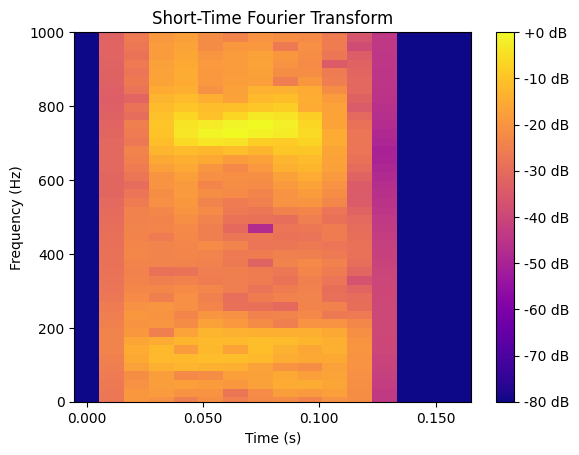 Short-Time Fourier Transform
1000
800
600
400
200
0
Frequency (Hz)
0.000
0.050
0.100
0.150
Time (s)
+0 dB
-10 dB
-20 dB
-30 dB
-40 dB
-50 dB
-60 dB
-70 dB
-80 dB